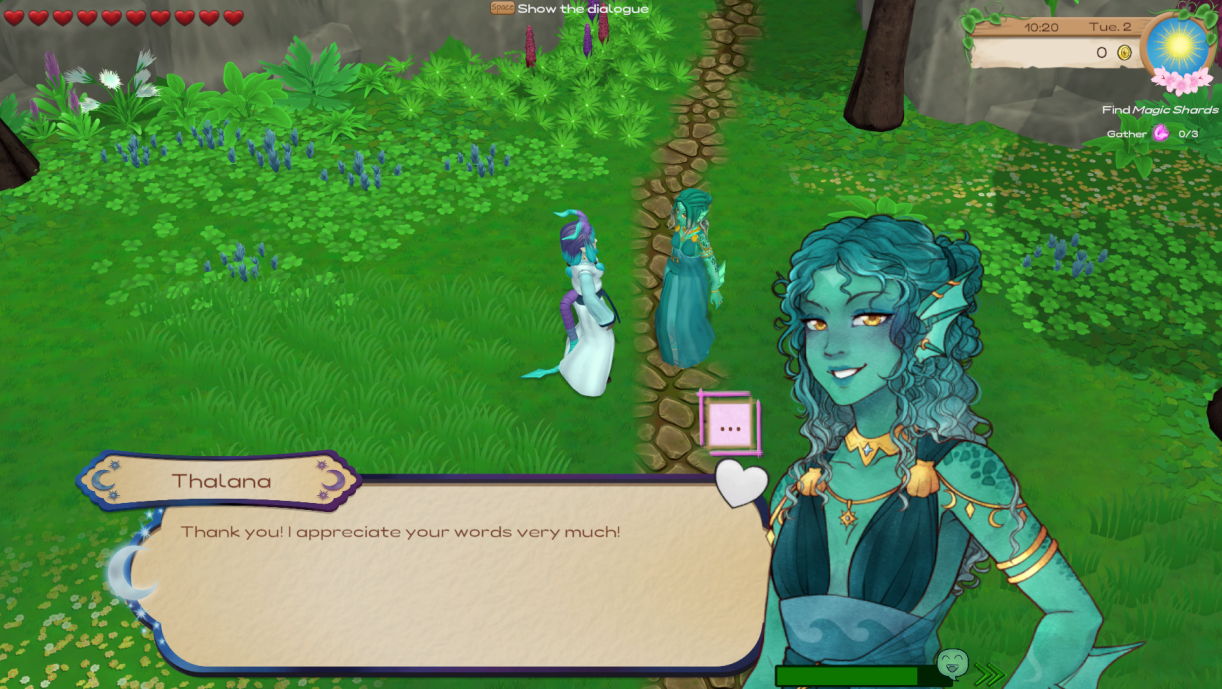 Space Show the dialogue
10:20 Tue. 2
0
Find Magic Shards
Gather 0/3
...
Thalana
Thank you! I appreciate your words very much!